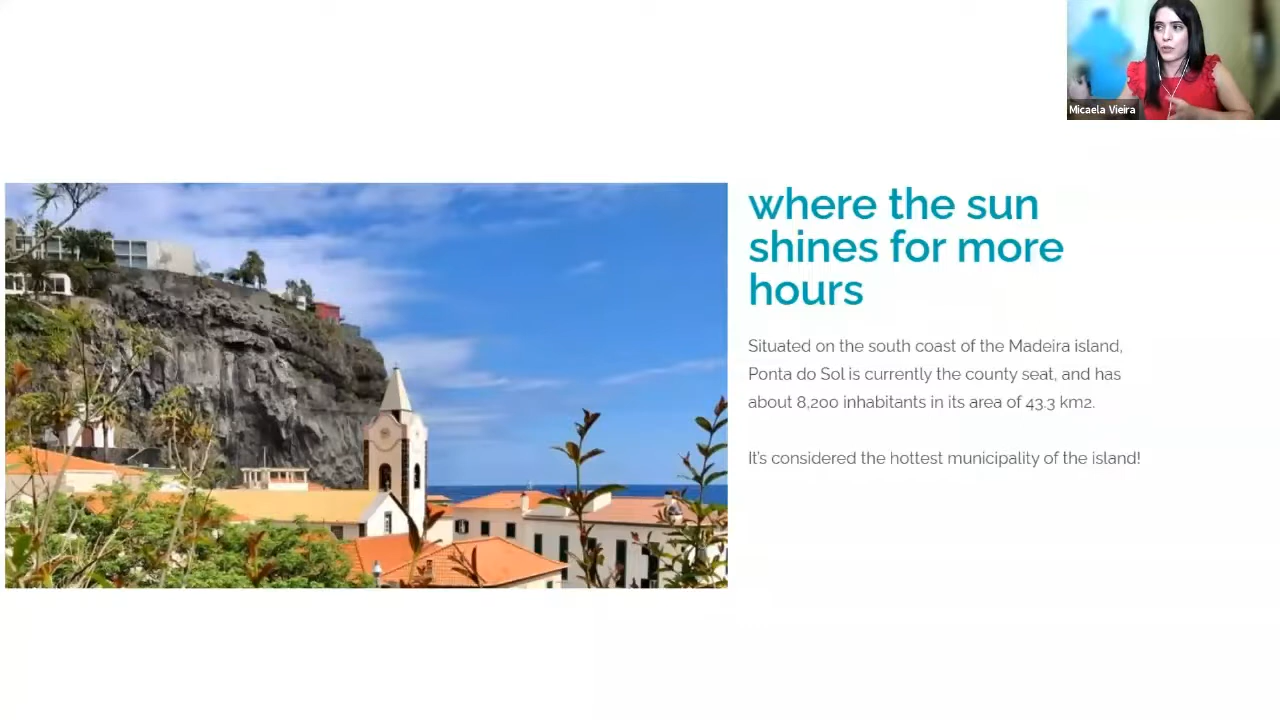 Micaela Vieira
where the sun
shines for more
hours
Situated on the south coast of the Madeira island,
Ponta do Sol is currently the county seat, and has
about 8,200 inhabitants in its area of 43.3 km2.
It's considered the hottest municipality of the island!